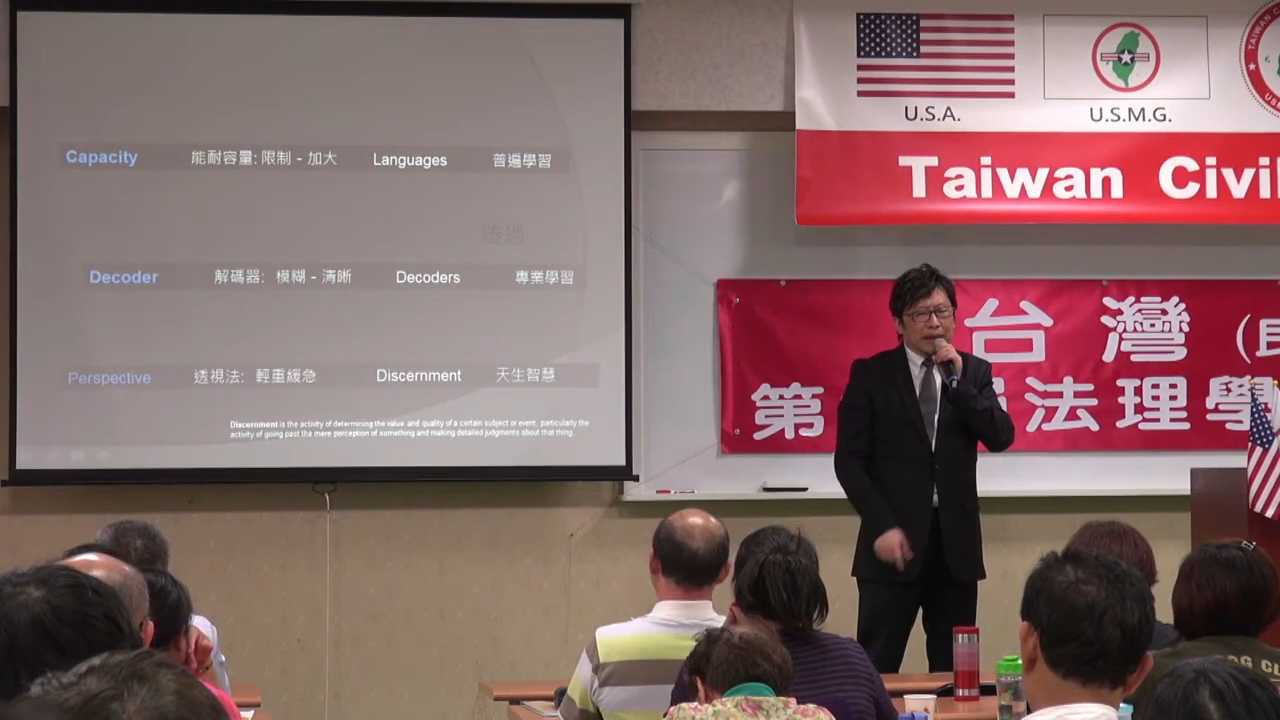 Capacity 能耐容量: 限制 - 加大 Languages 普遍學習
Decoder 解碼器: 模糊 - 清晰 Decoders 專業學習
Perspective 透視法: 輕重緩急 Discernment 天生智慧
Discernment is the activity of determining the value and quality of a certain subject or event, particularly the
activity of going past the mere perception of something and making detailed judgments about that thing.
U.S.A. U.S.M.G.
Taiwan Civil
台灣
第 法理學